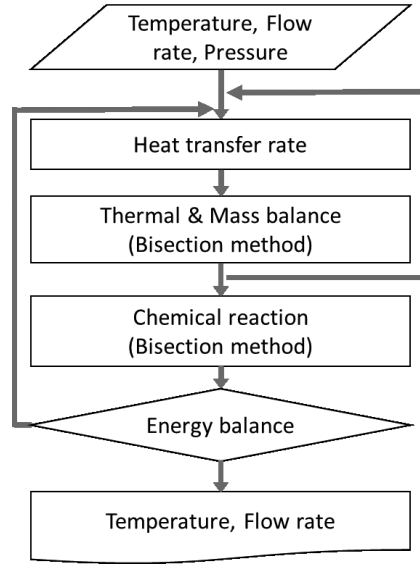 Temperature, Flow
rate, Pressure
Heat transfer rate
Thermal & Mass balance
(Bisection method)
Chemical reaction
(Bisection method)
Energy balance
Temperature, Flow rate